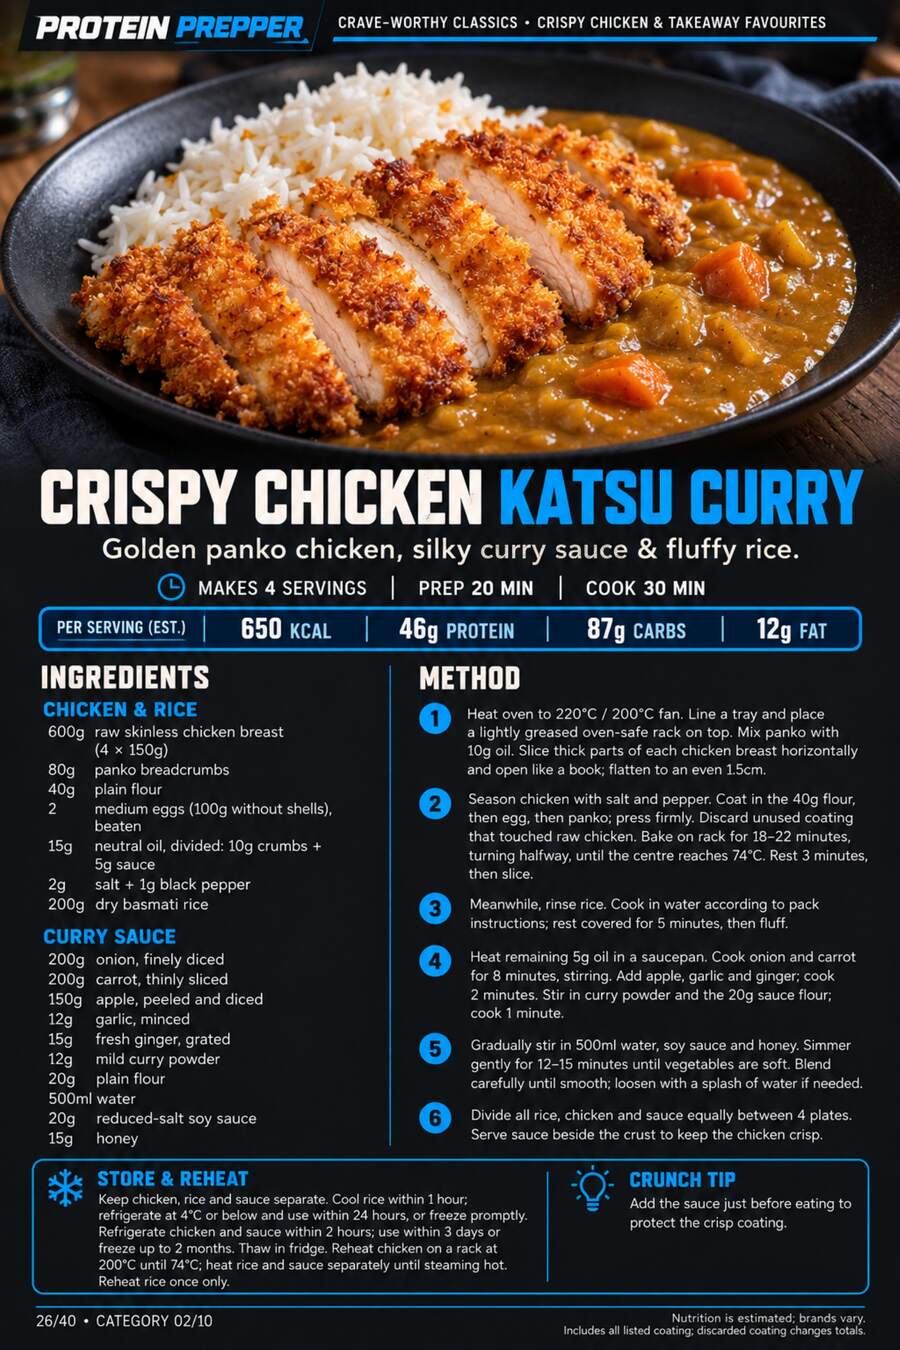 PROTEIN PREPPER
CRAVE-WORTHY CLASSICS • CRISPY CHICKEN & TAKEAWAY FAVOURITES
CRISPY CHICKEN KATSU CURRY
Golden panko chicken, silky curry sauce & fluffy rice.
MAKES 4 SERVINGS | PREP 20 MIN | COOK 30 MIN
PER SERVING (EST.) | 650 KCAL | 46g PROTEIN | 87g CARBS | 12g FAT
INGREDIENTS
CHICKEN & RICE
600g raw skinless chicken breast
(4 × 150g)
80g panko breadcrumbs
40g plain flour
2 medium eggs (100g without shells),
beaten
15g neutral oil, divided: 10g crumbs +
5g sauce
2g salt + 1g black pepper
200g dry basmati rice
CURRY SAUCE
200g onion, finely diced
200g carrot, thinly sliced
150g apple, peeled and diced
12g garlic, minced
15g fresh ginger, grated
12g mild curry powder
20g plain flour
500ml water
20g reduced-salt soy sauce
15g honey
METHOD
1 Heat oven to 220°C / 200°C fan. Line a tray and place
a lightly greased oven-safe rack on top. Mix panko with
10g oil. Slice thick parts of each chicken breast horizontally
and open like a book; flatten to an even 1.5cm.
2 Season chicken with salt and pepper. Coat in the 40g flour,
then egg, then panko; press firmly. Discard unused coating
that touched raw chicken. Bake on rack for 18–22 minutes,
turning halfway, until the centre reaches 74°C. Rest 3 minutes,
then slice.
3 Meanwhile, rinse rice. Cook in water according to pack
instructions; rest covered for 5 minutes, then fluff.
4 Heat remaining 5g oil in a saucepan. Cook onion and carrot
for 8 minutes, stirring. Add apple, garlic and ginger; cook
2 minutes. Stir in curry powder and the 20g sauce flour;
cook 1 minute.
5 Gradually stir in 500ml water, soy sauce and honey. Simmer
gently for 12–15 minutes until vegetables are soft. Blend
carefully until smooth; loosen with a splash of water if needed.
6 Divide all rice, chicken and sauce equally between 4 plates.
Serve sauce beside the crust to keep the chicken crisp.
STORE & REHEAT
Keep chicken, rice and sauce separate. Cool rice within 1 hour;
refrigerate at 4°C or below and use within 24 hours, or freeze promptly.
Refrigerate chicken and sauce within 2 hours; use within 3 days or
freeze up to 2 months. Thaw in fridge. Reheat chicken on a rack at
200°C until 74°C; heat rice and sauce separately until steaming hot.
Reheat rice once only.
CRUNCH TIP
Add the sauce just before eating to
protect the crisp coating.
26/40 • CATEGORY 02/10
Nutrition is estimated; brands vary.
Includes all listed coating; discarded coating changes totals.